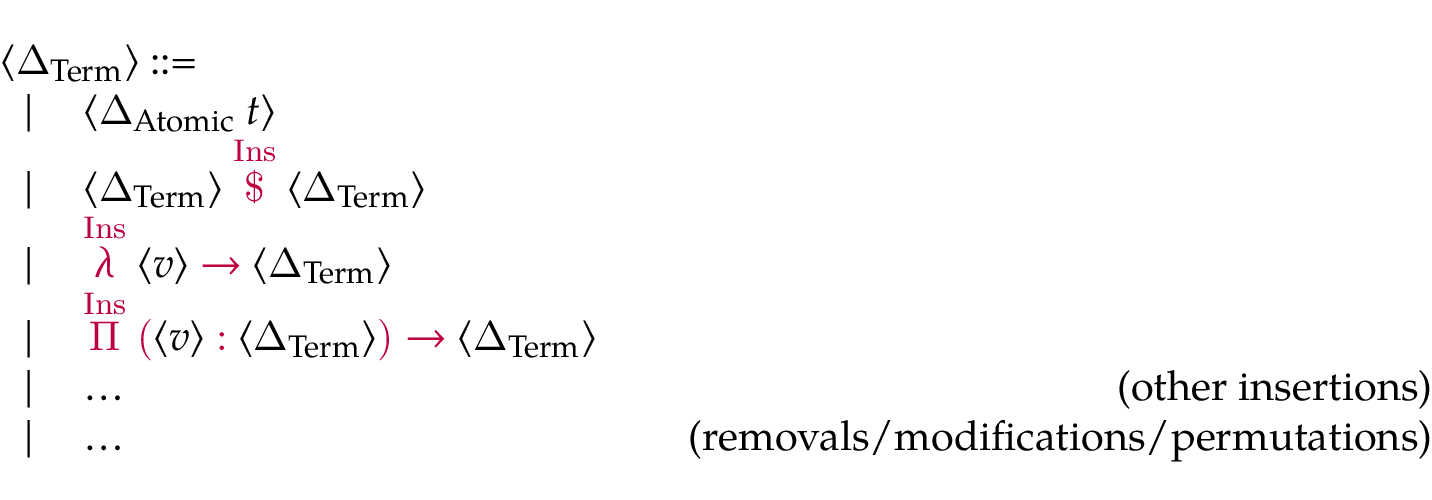 ⟨Δ_Term⟩ ::=
| ⟨Δ_Atomic t⟩
Ins
| ⟨Δ_Term⟩ $ ⟨Δ_Term⟩
Ins
| λ ⟨v⟩ → ⟨Δ_Term⟩
Ins
| Π (⟨v⟩ : ⟨Δ_Term⟩) → ⟨Δ_Term⟩
| … (other insertions)
| … (removals/modifications/permutations)